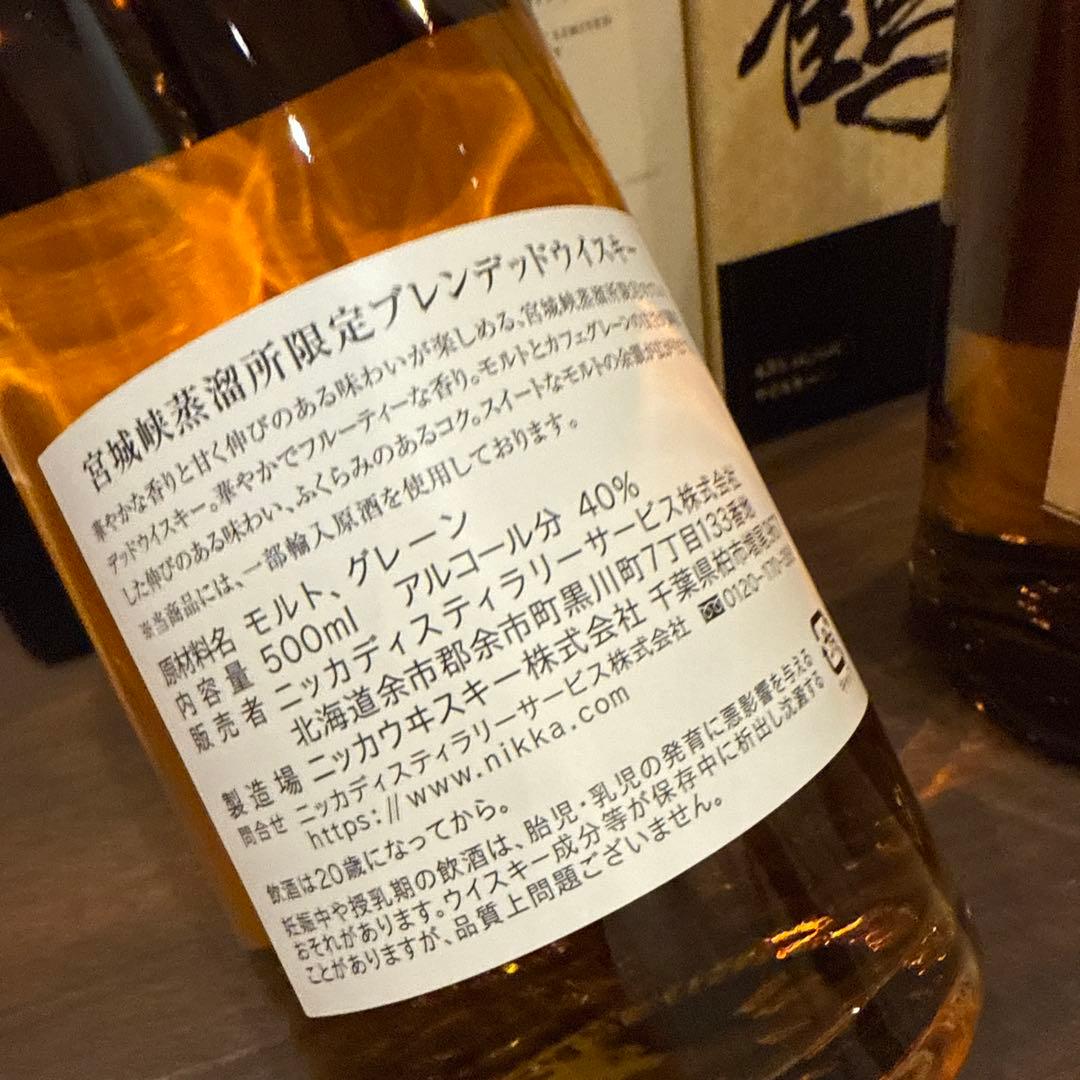 鶴
宮城峡蒸溜所限定ブレンデッドウイスキー
華やかな香りと甘く伸びのある味わいが楽しめる、宮城峡蒸溜所限定
デッドウイスキー。華やかでフルーティーな香り。モルトとカフェグレーンの
した伸びのある味わい、ふくらみのあるコク。スイートなモルトの余韻が
※当商品には、一部輸入原酒を使用しております。
原材料名 モルト、グレーン
内容量 500ml アルコール分 40%
販売者 ニッカディスティラリーサービス株式会社
北海道余市郡余市町黒川町7丁目133番地
製造場 ニッカウヰスキー株式会社 千葉県柏市増尾
問合せ ニッカディスティラリーサービス株式会社 0120-
https://www.nikka.com
飲酒は20歳になってから。
妊娠中や授乳期の飲酒は、胎児・乳児の発育に悪影響を与える
おそれがあります。ウイスキー成分等が保存中に析出し沈澱する
ことがありますが、品質上問題ございません。